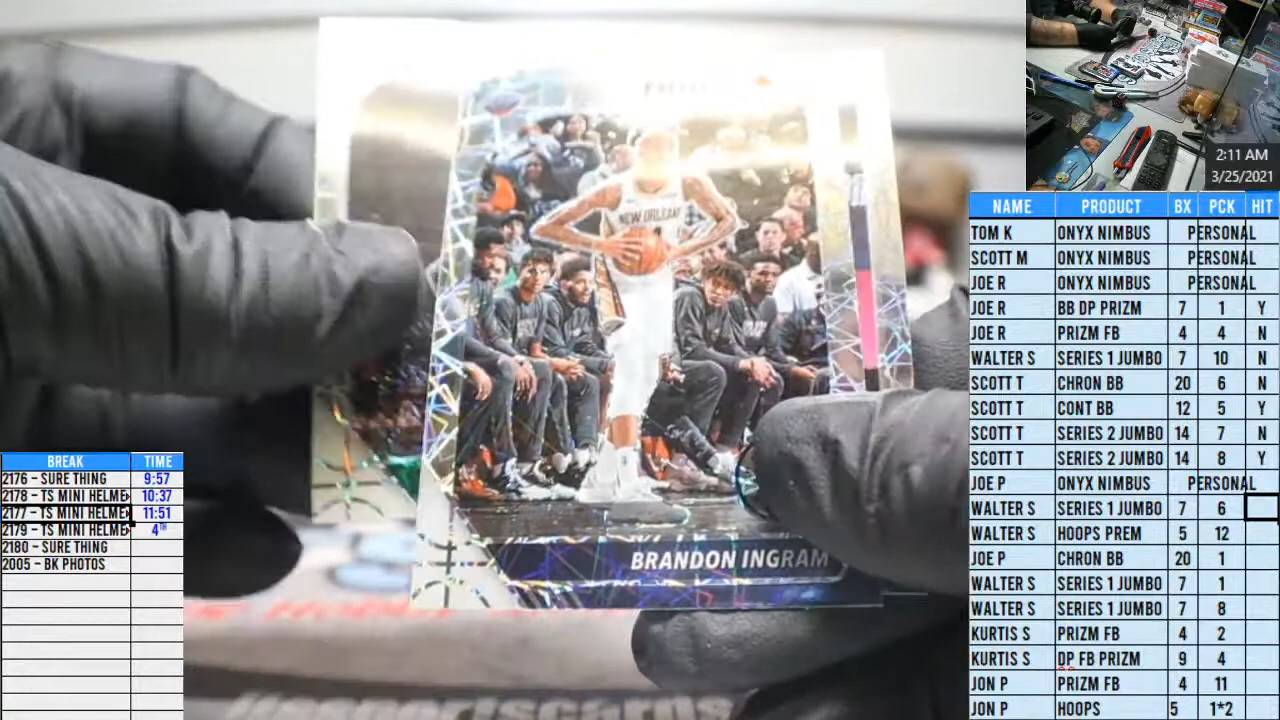 NEW ORLEANS
BRANDON INGRAM
2:11 AM
3/25/2021
NAME PRODUCT BX PCK HIT
TOM K ONYX NIMBUS PERSONAL
SCOTT M ONYX NIMBUS PERSONAL
JOE R ONYX NIMBUS PERSONAL
JOE R BB DP PRIZM 7 1 Y
JOE R PRIZM FB 4 4 N
WALTER S SERIES 1 JUMBO 7 10 N
SCOTT T CHRON BB 20 6 N
SCOTT T CONT BB 12 5 Y
SCOTT T SERIES 2 JUMBO 14 7 N
SCOTT T SERIES 2 JUMBO 14 8 Y
JOE P ONYX NIMBUS PERSONAL
WALTER S SERIES 1 JUMBO 7 6
WALTER S HOOPS PREM 5 12
JOE P CHRON BB 20 1
WALTER S SERIES 1 JUMBO 7 1
WALTER S SERIES 1 JUMBO 7 8
KURTIS S PRIZM FB 4 2
KURTIS S DP FB PRIZM 9 4
JON P PRIZM FB 4 11
JON P HOOPS 5 1*2
BREAK TIME
2176 - SURE THING 9:57
2178 - TS MINI HELME 10:37
2177 - TS MINI HELME 11:51
2179 - TS MINI HELME 4TH
2180 - SURE THING
2005 - BK PHOTOS